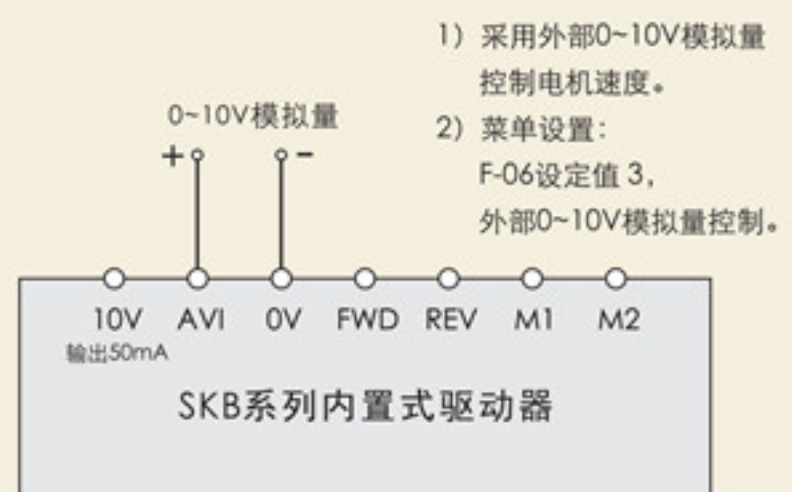 1）采用外部0~10V模拟量
控制电机速度。
0~10V模拟量
2）菜单设置：
+ -
F-06设定值 3，
外部0~10V模拟量控制。
10V AVI 0V FWD REV M1 M2
输出50mA
SKB系列内置式驱动器